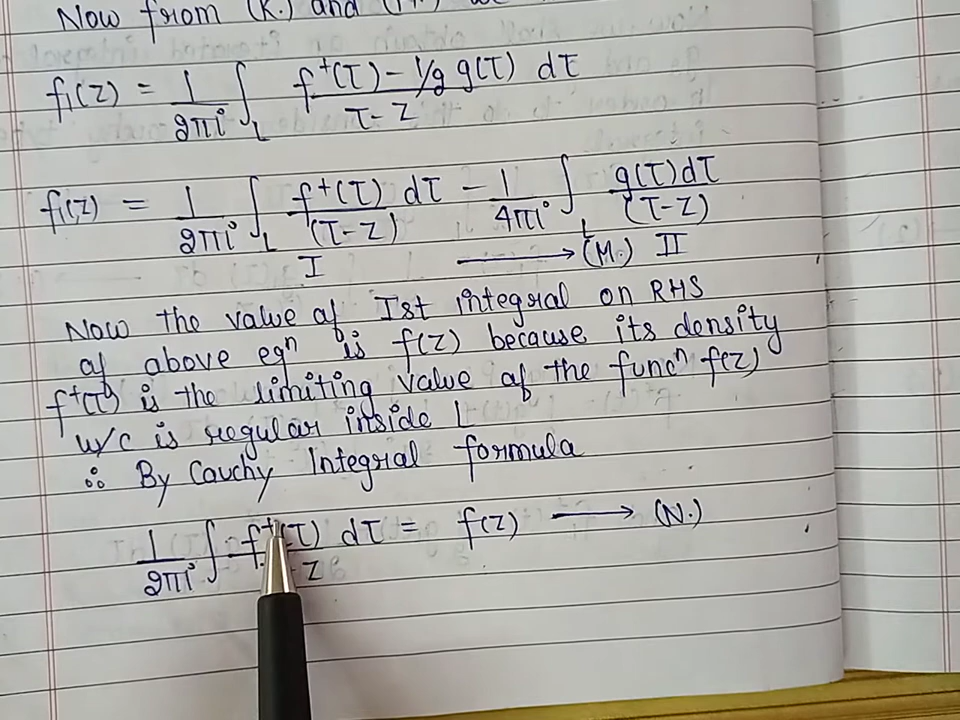 Now from (K.) and
f₁(z) = 1/2πi ∫_L f⁺(τ) - 1/g g(τ) dτ / τ - z
f₁(z) = 1/2πi ∫_L f⁺(τ) dτ / (τ - z) - 1/4πi ∫_L g(τ)dτ / (τ - z)
I ⟶ (M.) II
Now the value of Ist integral on RHS
of above eqⁿ is f(z) because its density
f⁺(τ) is the limiting value of the funcⁿ f(z)
w/c is regular inside L
∴ By Cauchy Integral formula
1/2πi ∫ f⁺(τ) dτ / - z = f(z) ⟶ (N.)